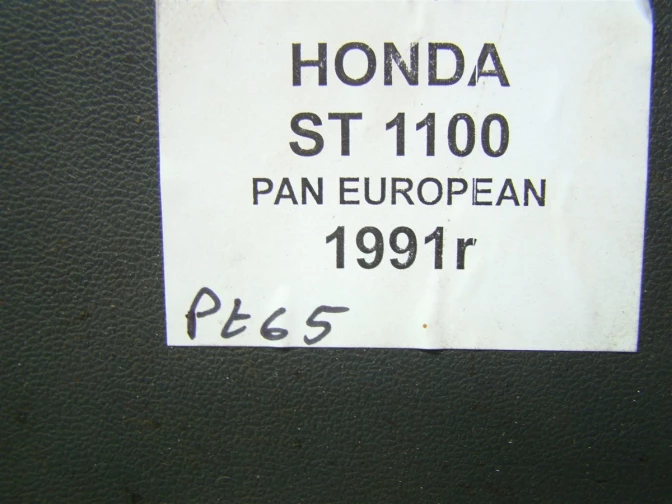 HONDA
ST 1100
PAN EUROPEAN
1991r
Pt65